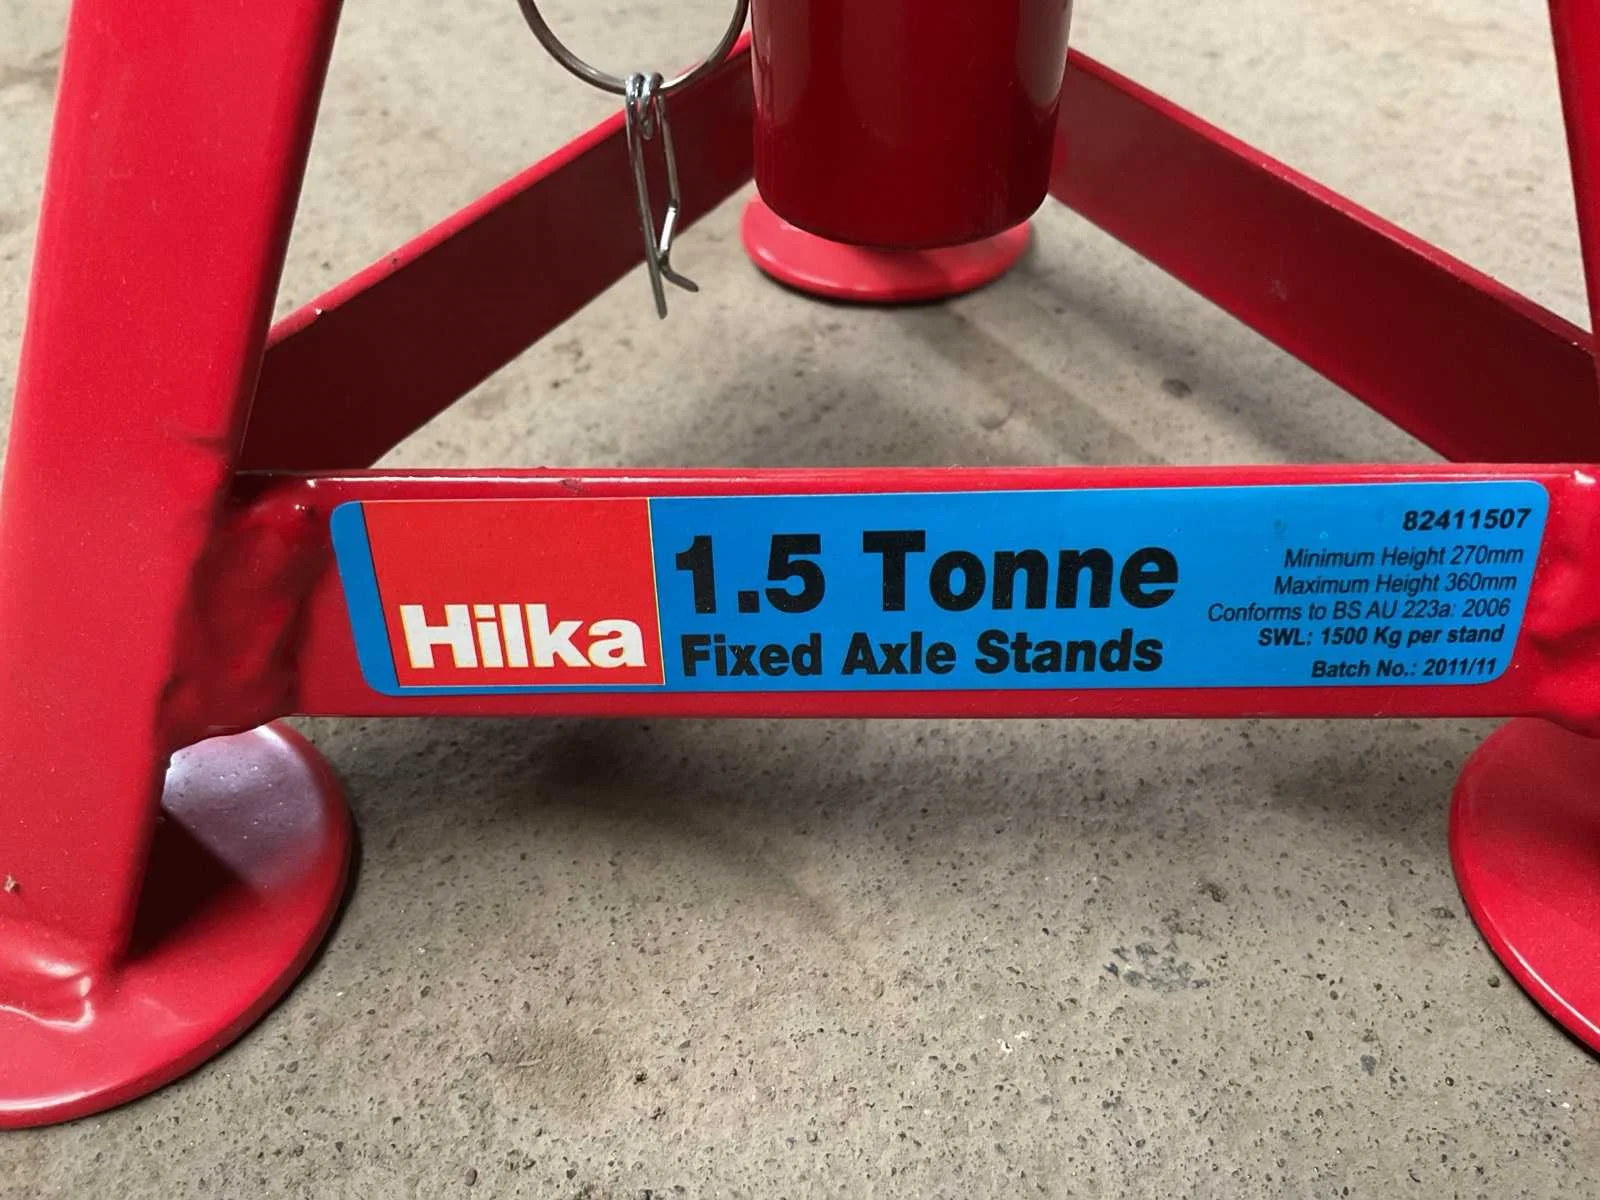 Hilka
1.5 Tonne
Fixed Axle Stands
82411507
Minimum Height 270mm
Maximum Height 360mm
Conforms to BS AU 223a: 2006
SWL: 1500 Kg per stand
Batch No.: 2011/11